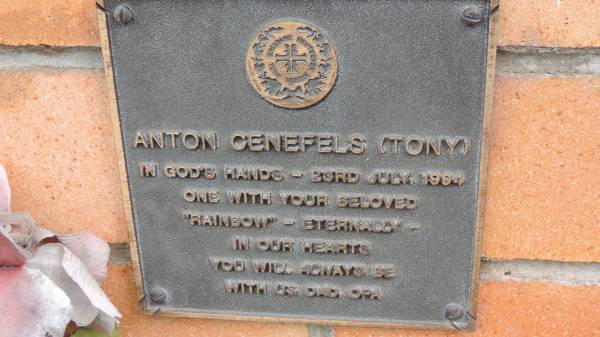 ANTON CENEFELS (TONY)
IN GOD'S HANDS - 23RD JULY, 1994
ONE WITH YOUR BELOVED
"RAINBOW" - ETERNALLY -
IN OUR HEARTS
YOU WILL ALWAYS BE
WITH US DAD, OPA